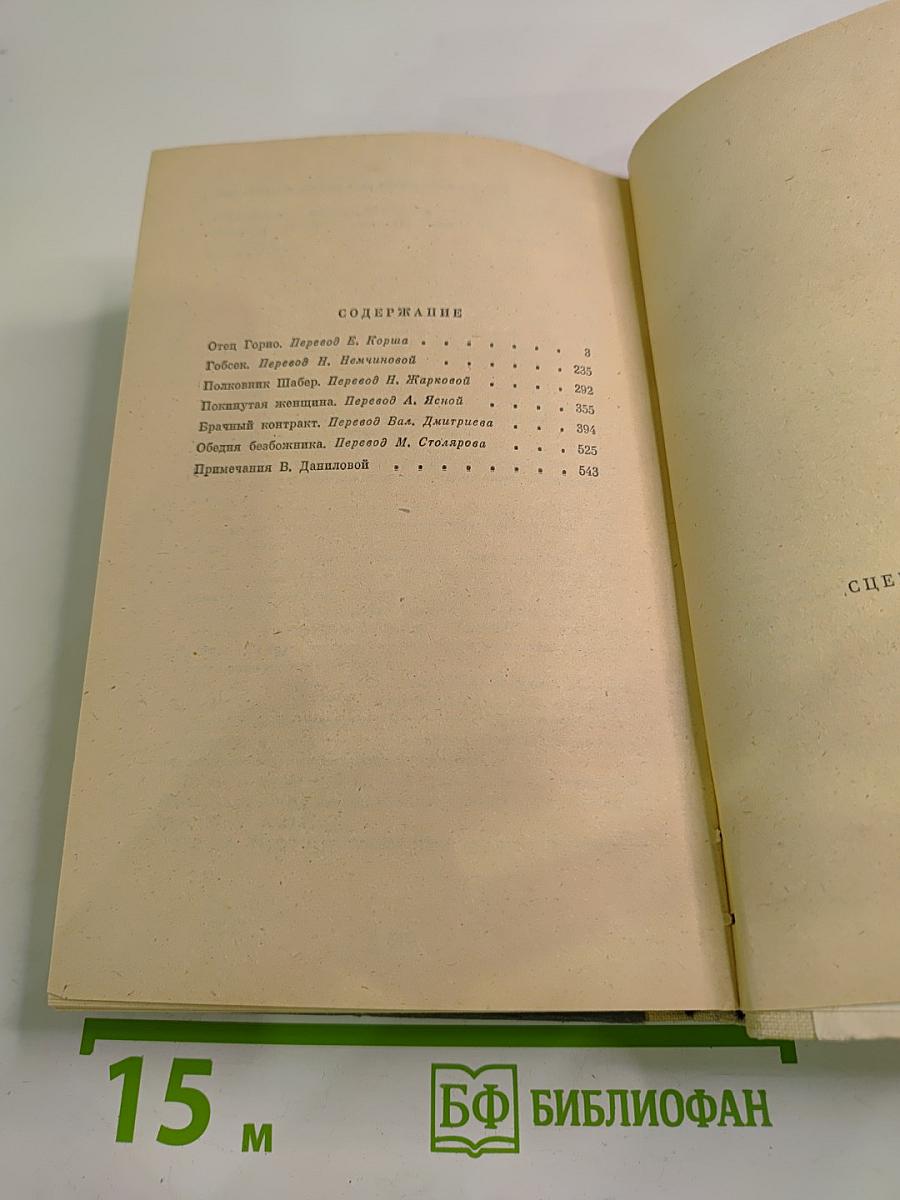 СОДЕРЖАНИЕ
Отец Горио. Перевод Е. Корша . . . . . . . 3
Гобсек. Перевод Н. Немчиновой . . . . . . 235
Полковник Шабер. Перевод Н. Жарковой . . . . 292
Покинутая женщина. Перевод А. Ясной . . . . 355
Брачный контракт. Перевод Вал. Дмитриева . . . 394
Обедня безбожника. Перевод М. Столярова . . . 525
Примечания В. Даниловой . . . . . . . . 543
СЦЕ
15 м
БФ БИБЛИОФАН